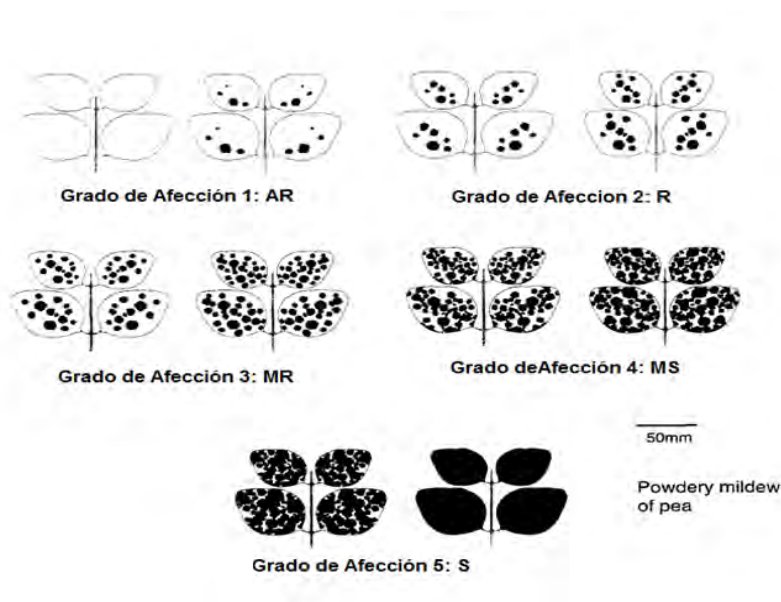 Grado de Afección 1: AR
Grado de Afeccion 2: R
Grado de Afección 3: MR
Grado deAfección 4: MS
50mm
Powdery mildew
of pea
Grado de Afección 5: S